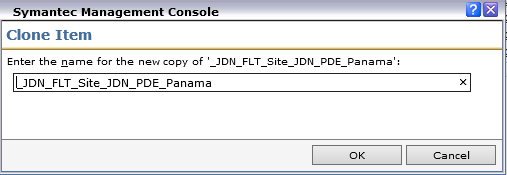 Symantec Management Console
Clone Item
Enter the name for the new copy of '_JDN_FLT_Site_JDN_PDE_Panama':
_JDN_FLT_Site_JDN_PDE_Panama
OK Cancel